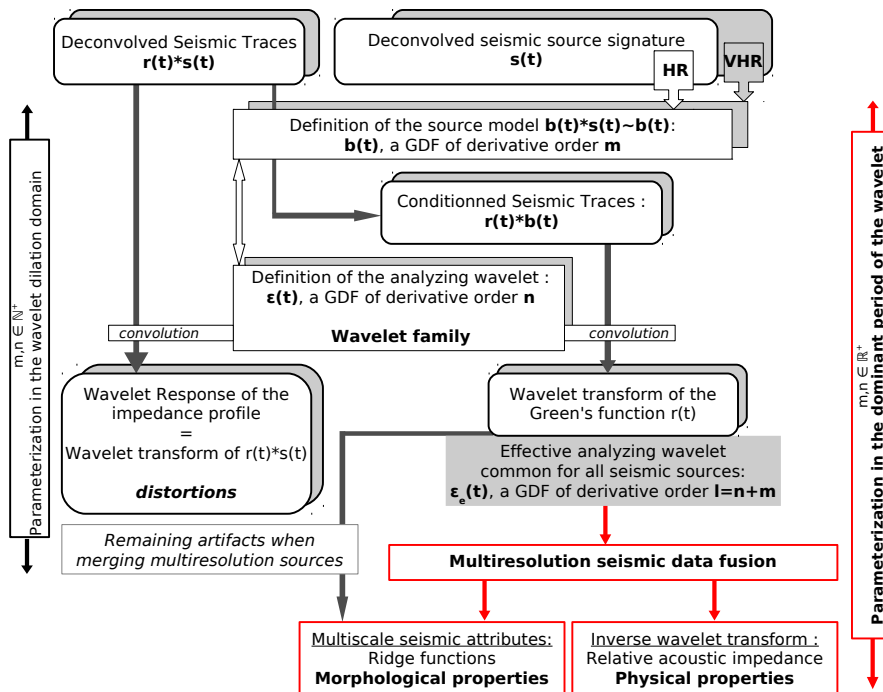 Deconvolved Seismic Traces
r(t)*s(t)
Deconvolved seismic source signature
s(t)
HR
VHR
Definition of the source model b(t)*s(t)~b(t):
b(t), a GDF of derivative order m
Conditionned Seismic Traces :
r(t)*b(t)
Definition of the analyzing wavelet :
ε(t), a GDF of derivative order n
Wavelet family
convolution
convolution
Wavelet Response of the
impedance profile
=
Wavelet transform of r(t)*s(t)
distortions
Wavelet transform of the
Green's function r(t)
Effective analyzing wavelet
common for all seismic sources:
εe(t), a GDF of derivative order l=n+m
Remaining artifacts when
merging multiresolution sources
Multiresolution seismic data fusion
Multiscale seismic attributes:
Ridge functions
Morphological properties
Inverse wavelet transform :
Relative acoustic impedance
Physical properties
m,n ∈ ℕ+
Parameterization in the wavelet dilation domain
m,n ∈ ℝ+
Parameterization in the dominant period of the wavelet